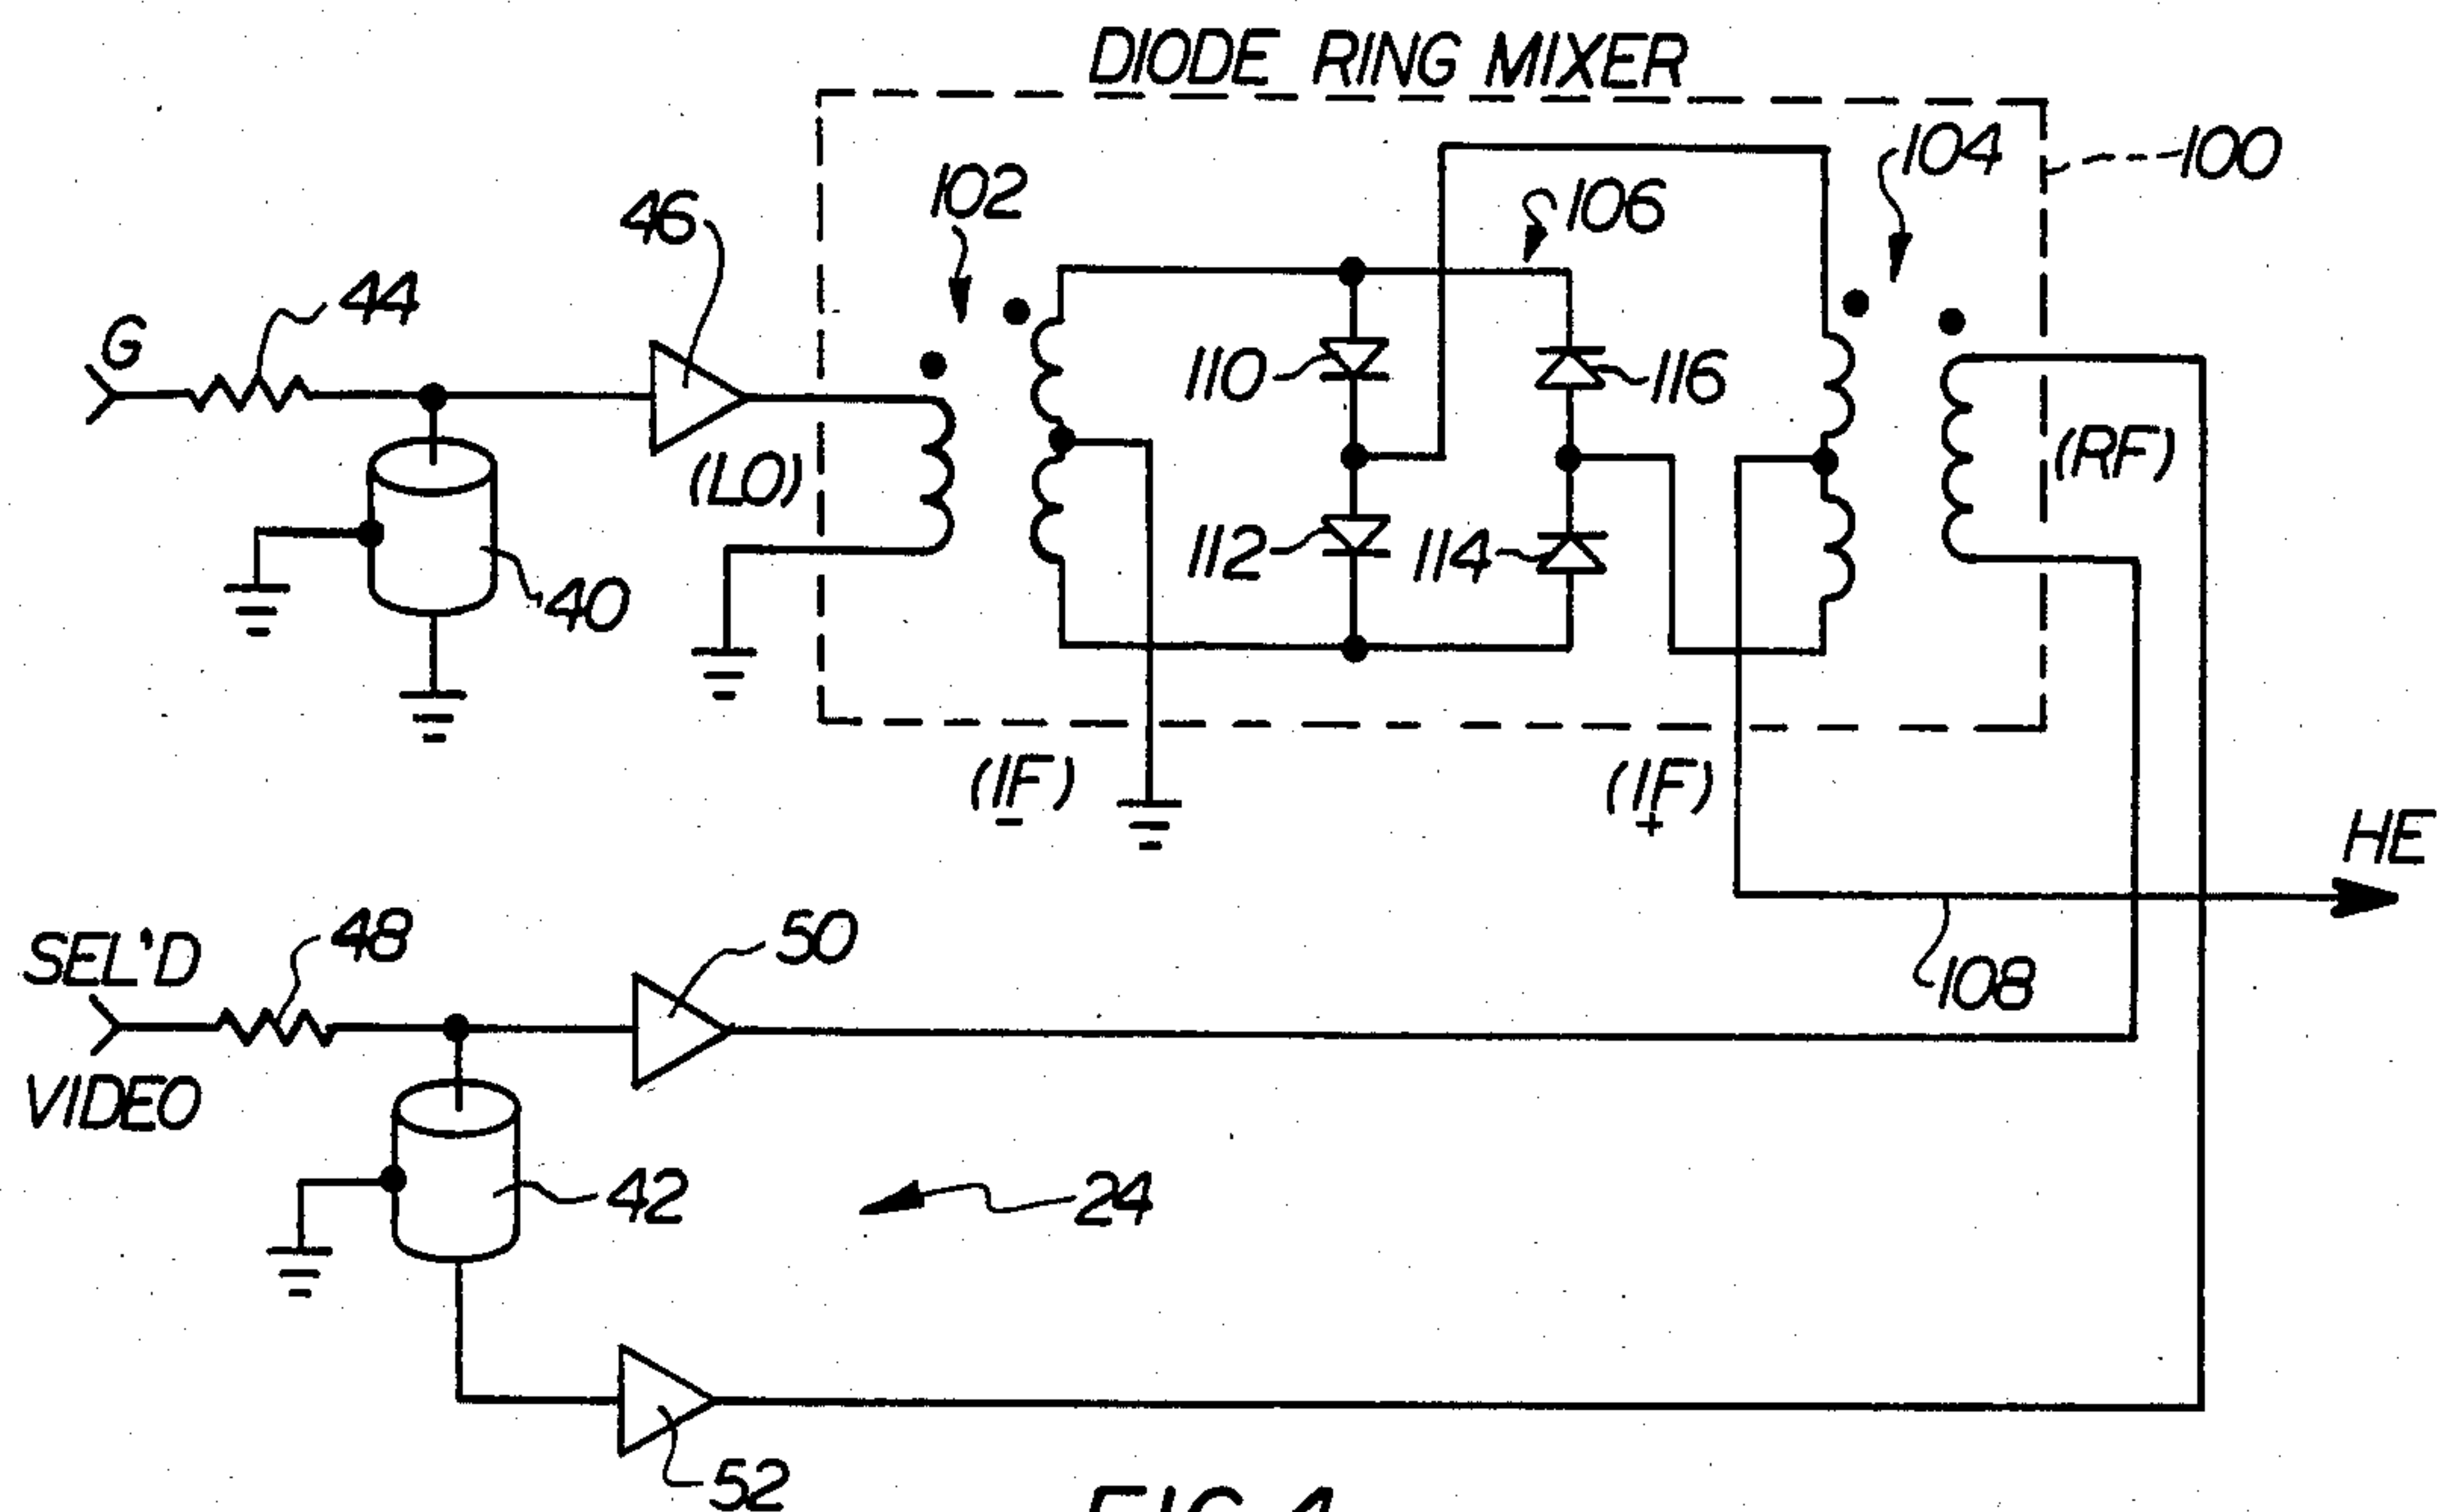 DIODE RING MIXER
104
100
102
106
46
44
G
110
116
(RF)
(LO)
112
114
40
(IF)
-
(IF)
+
HE
48
50
SEL'D
108
VIDEO
42
24
52